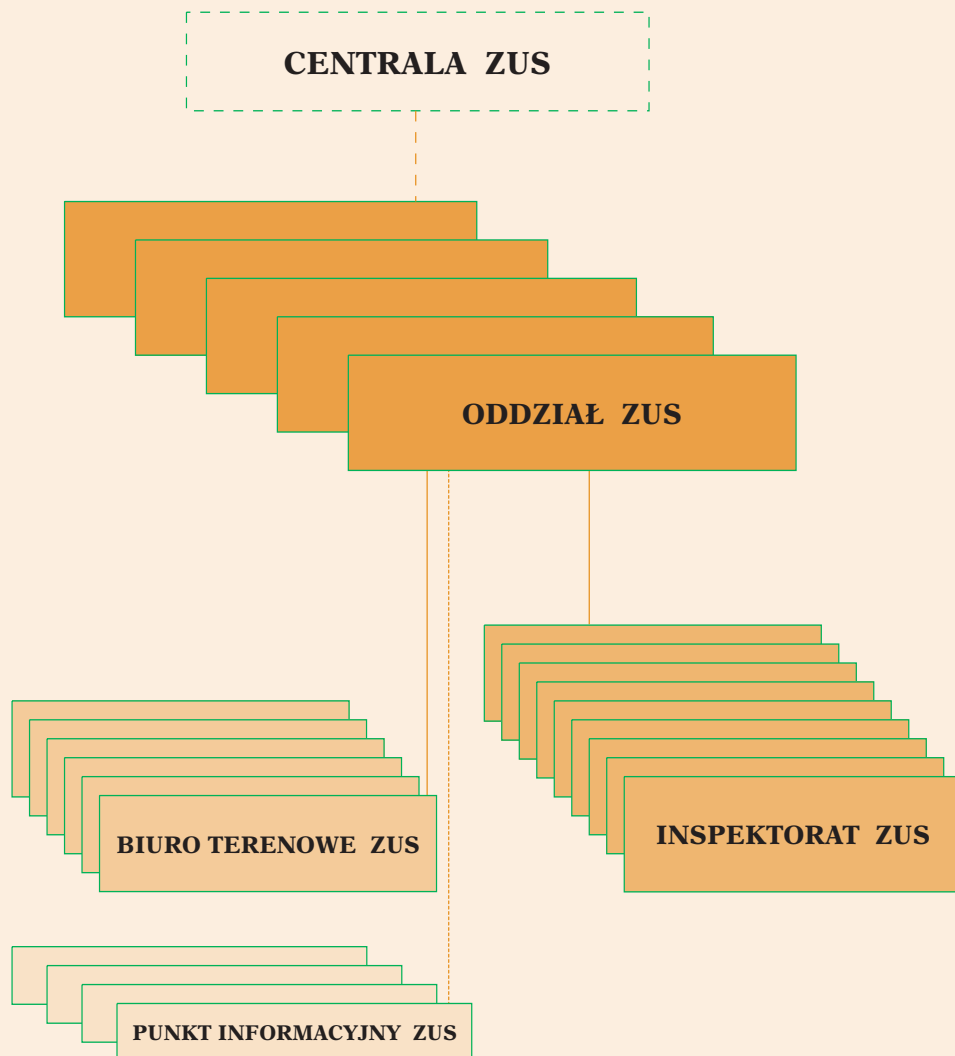 CENTRALA ZUS
ODDZIAŁ ZUS
BIURO TERENOWE ZUS
INSPEKTORAT ZUS
PUNKT INFORMACYJNY ZUS